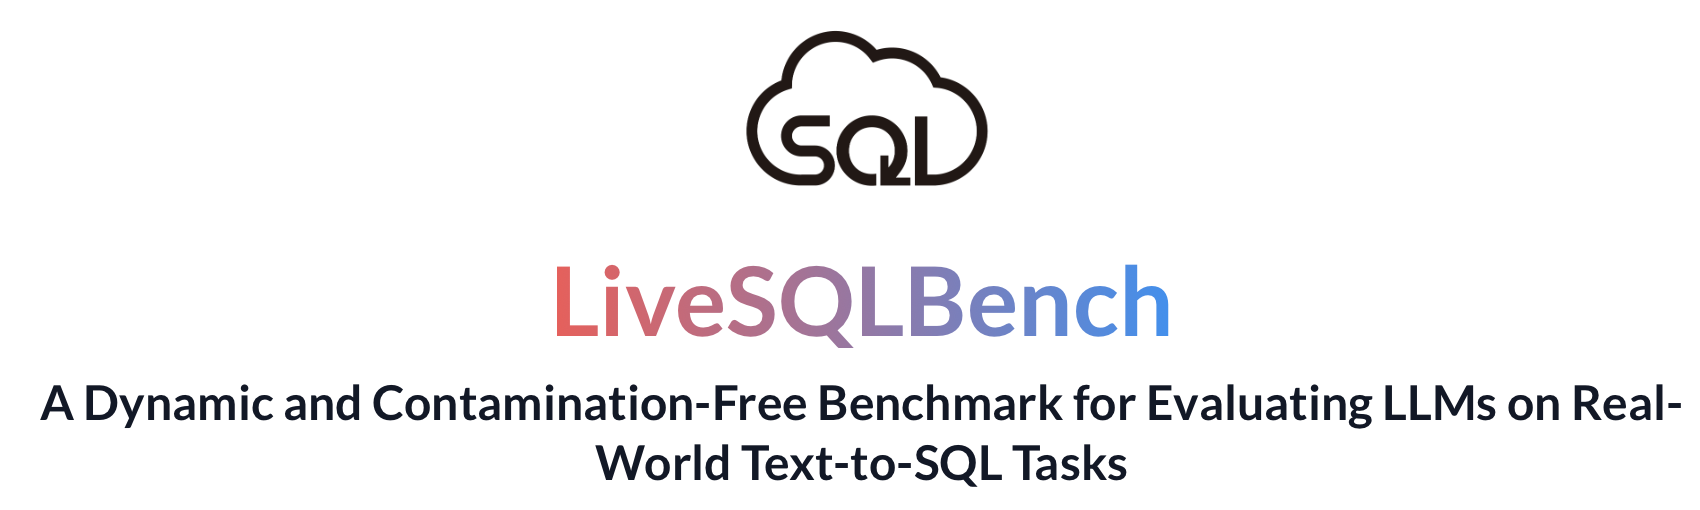 SQL
LiveSQLBench
A Dynamic and Contamination-Free Benchmark for Evaluating LLMs on Real-
World Text-to-SQL Tasks